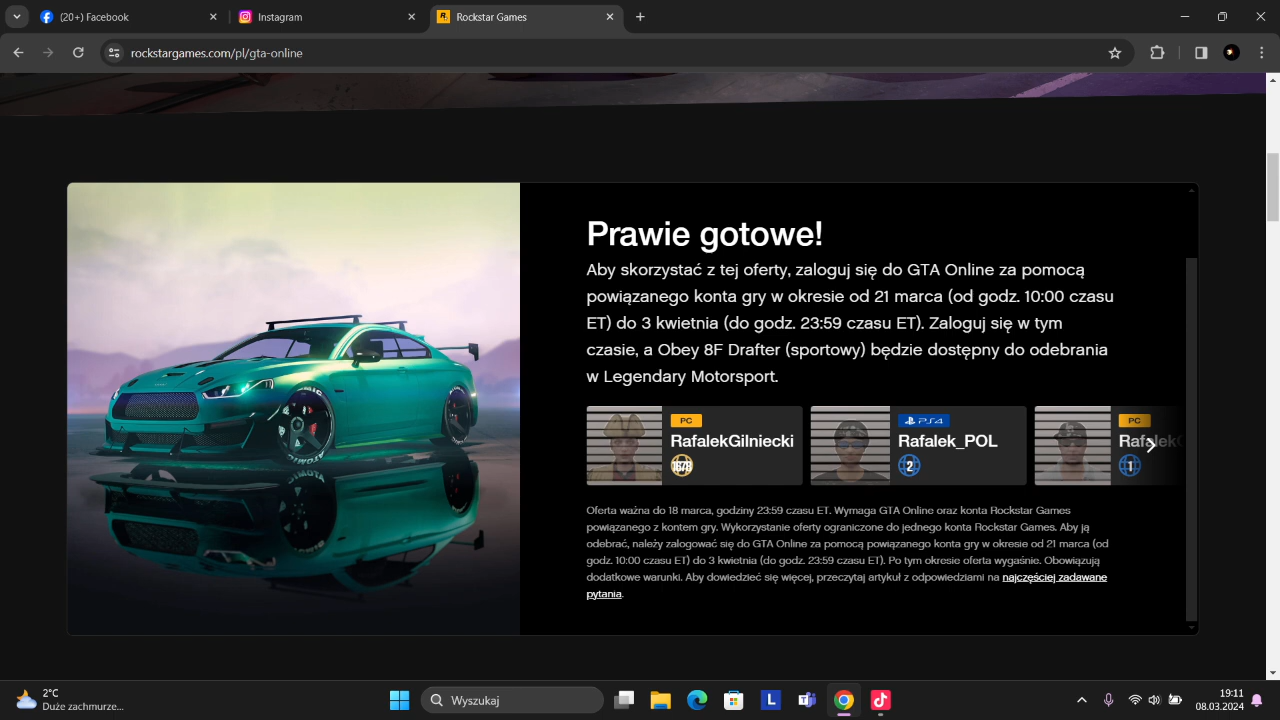 (20+) Facebook
Instagram
Rockstar Games
rockstargames.com/pl/gta-online
Prawie gotowe!
Aby skorzystać z tej oferty, zaloguj się do GTA Online za pomocą
powiązanego konta gry w okresie od 21 marca (od godz. 10:00 czasu
ET) do 3 kwietnia (do godz. 23:59 czasu ET). Zaloguj się w tym
czasie, a Obey 8F Drafter (sportowy) będzie dostępny do odebrania
w Legendary Motorsport.
PC
RafalekGilniecki
1678
PS4
Rafalek_POL
2
PC
1
Oferta ważna do 18 marca, godziny 23:59 czasu ET. Wymaga GTA Online oraz konta Rockstar Games
powiązanego z kontem gry. Wykorzystanie oferty ograniczone do jednego konta Rockstar Games. Aby ją
odebrać, należy zalogować się do GTA Online za pomocą powiązanego konta gry w okresie od 21 marca (od
godz. 10:00 czasu ET) do 3 kwietnia (do godz. 23:59 czasu ET). Po tym okresie oferta wygaśnie. Obowiązują
dodatkowe warunki. Aby dowiedzieć się więcej, przeczytaj artykuł z odpowiedziami na najczęściej zadawane
pytania.
2°C
Duże zachmurze...
Wyszukaj
19:11
08.03.2024